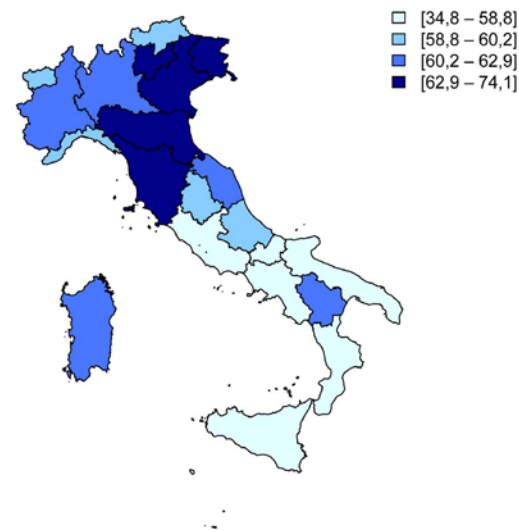 [34,8 – 58,8]
[58,8 – 60,2]
[60,2 – 62,9]
[62,9 – 74,1]